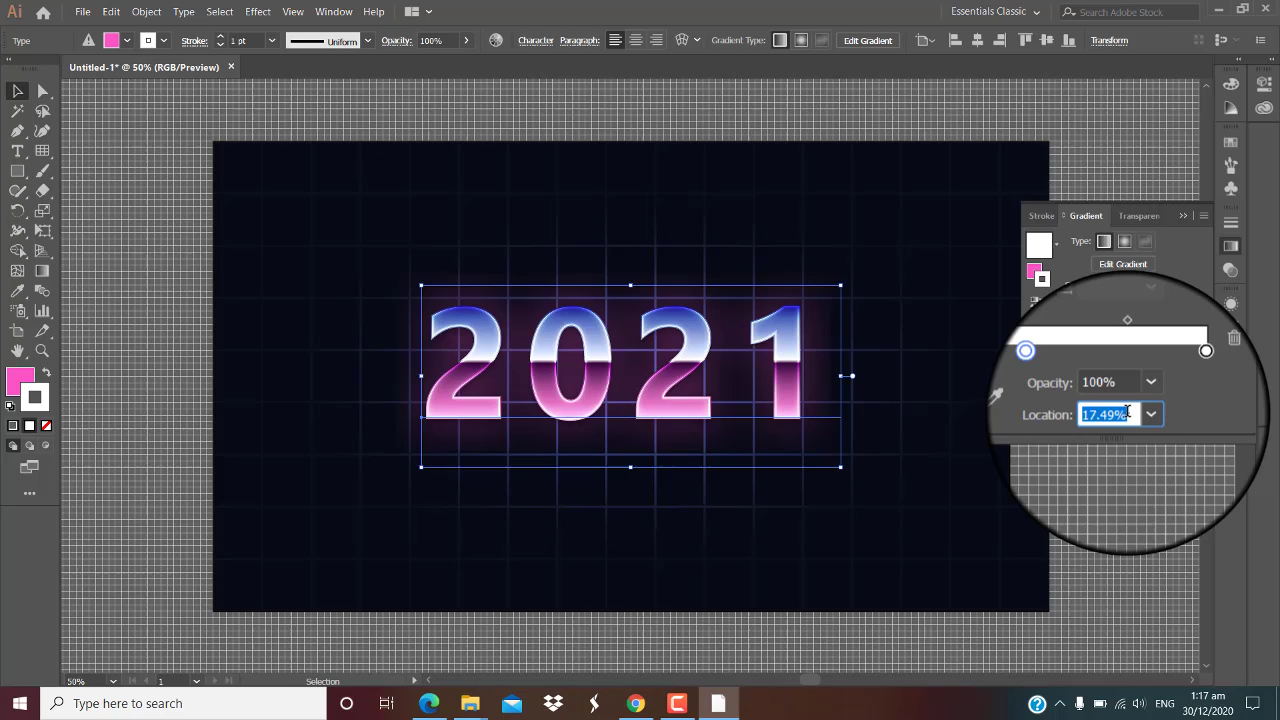 Ai File Edit Object Type Select Effect View Window Help Essentials Classic Search Adobe Stock
Type Stroke: 1 pt Uniform Opacity: 100% Character Paragraph: Gradient Type: Edit Gradient Transform
Untitled-1* @ 50% (RGB/Preview)
Stroke Gradient Transparen
Type:
Edit Gradient
2021
Opacity: 100%
Location: 17.49%
50% 1 Selection
Type here to search
1:17 am
30/12/2020